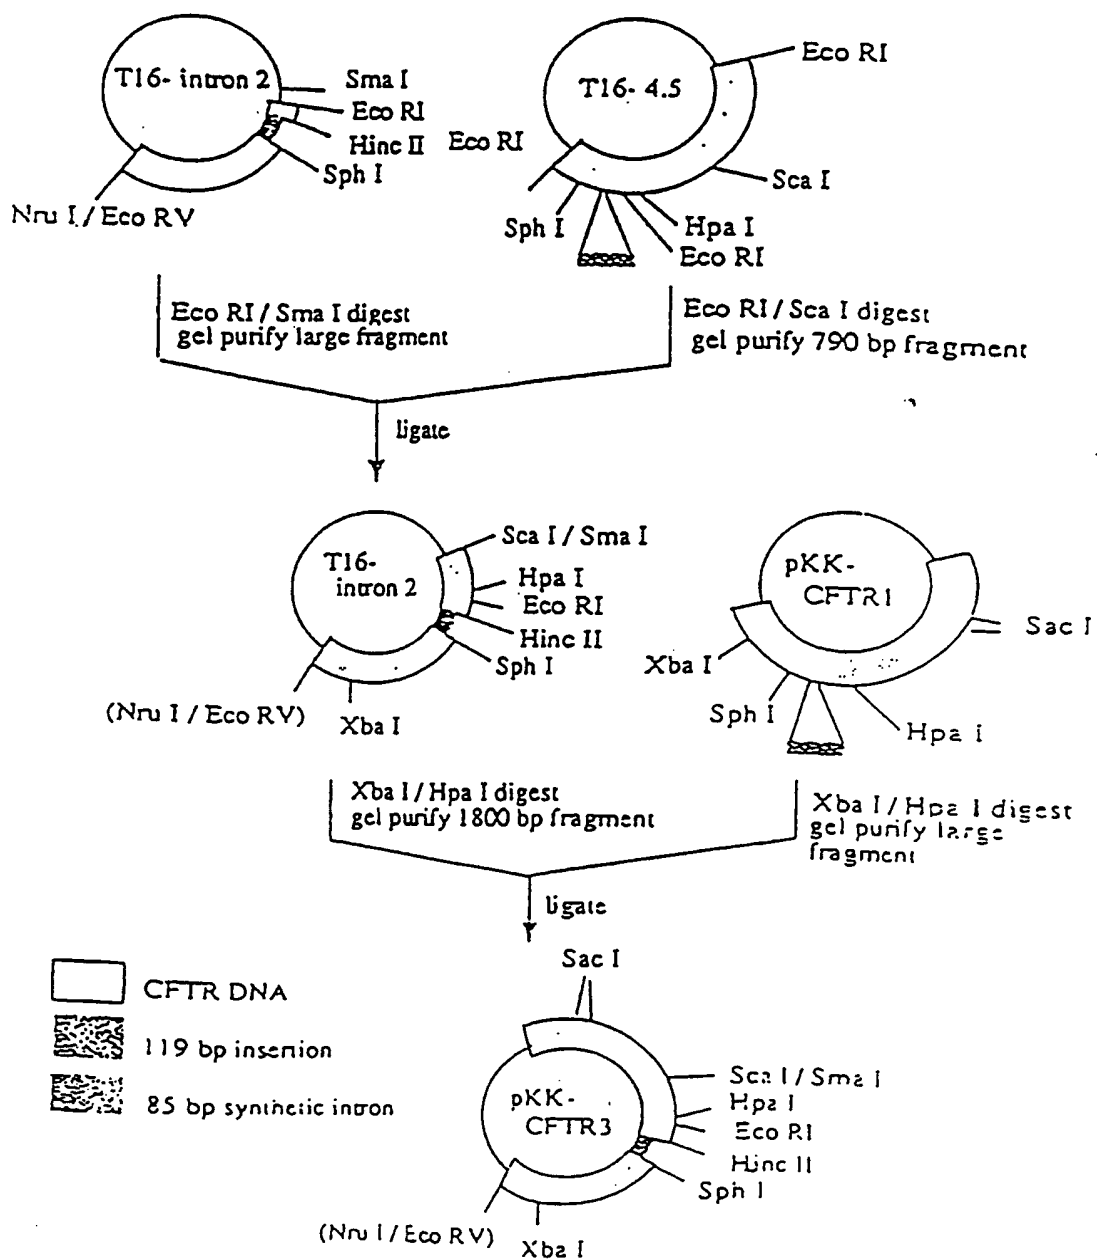 T16- intron 2
Sma I
Eco RI
Hinc II
Sph I
Nru I / Eco RV
T16- 4.5
Eco RI
Eco RI
Sca I
Sph I
Hpa I
Eco RI
Eco RI / Sma I digest
gel purify large fragment
Eco RI / Sca I digest
gel purify 790 bp fragment
ligate
T16-
intron 2
Sca I / Sma I
Hpa I
Eco RI
Hinc II
Sph I
(Nru I / Eco RV)
Xba I
pKK-
CFTR1
Sac I
Xba I
Sph I
Hpa I
Xba I / Hpa I digest
gel purify 1800 bp fragment
Xba I / Hpa I digest
gel purify large
fragment
ligate
Sac I
CFTR DNA
119 bp insertion
85 bp synthetic intron
pKK-
CFTR3
Sca I / Sma I
Hpa I
Eco RI
Hinc II
Sph I
(Nru I / Eco RV)
Xba I